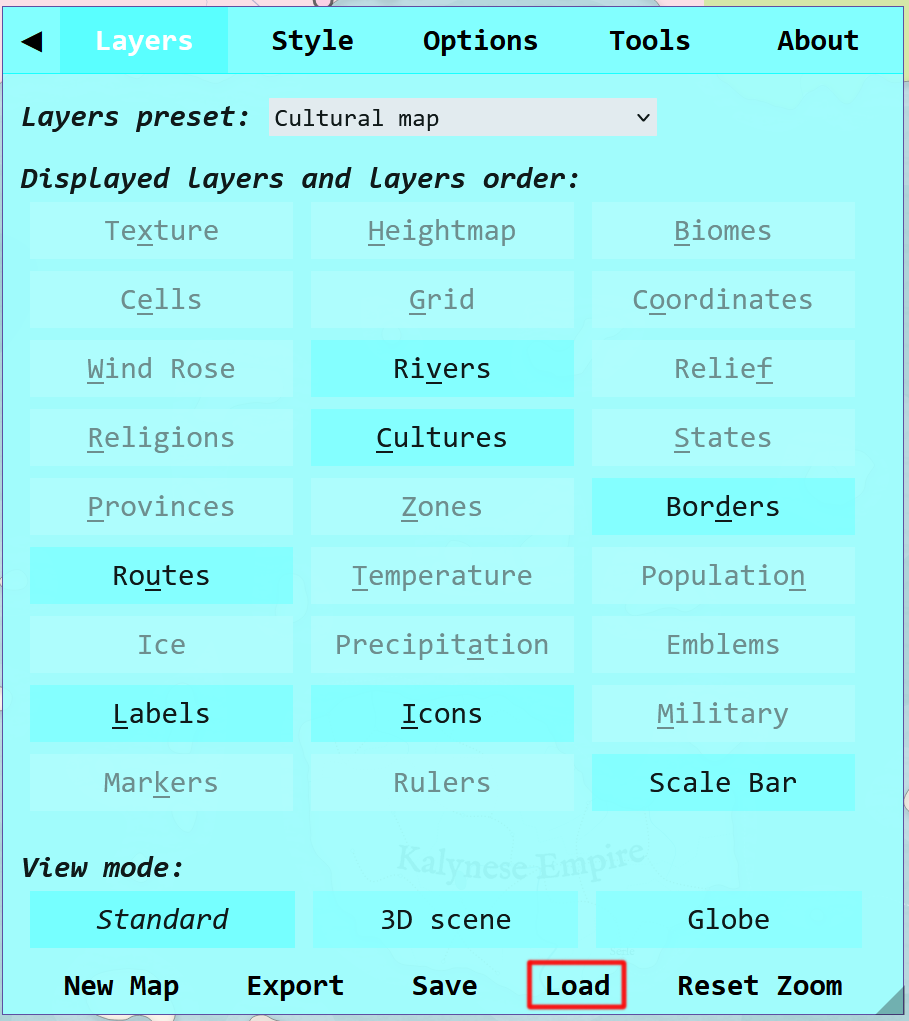 ◀ Layers Style Options Tools About
Layers preset: Cultural map
Displayed layers and layers order:
Texture Heightmap Biomes
Cells Grid Coordinates
Wind Rose Rivers Relief
Religions Cultures States
Provinces Zones Borders
Routes Temperature Population
Ice Precipitation Emblems
Labels Icons Military
Markers Rulers Scale Bar
Kalynese Empire
View mode:
Standard 3D scene Globe
New Map Export Save Load Reset Zoom